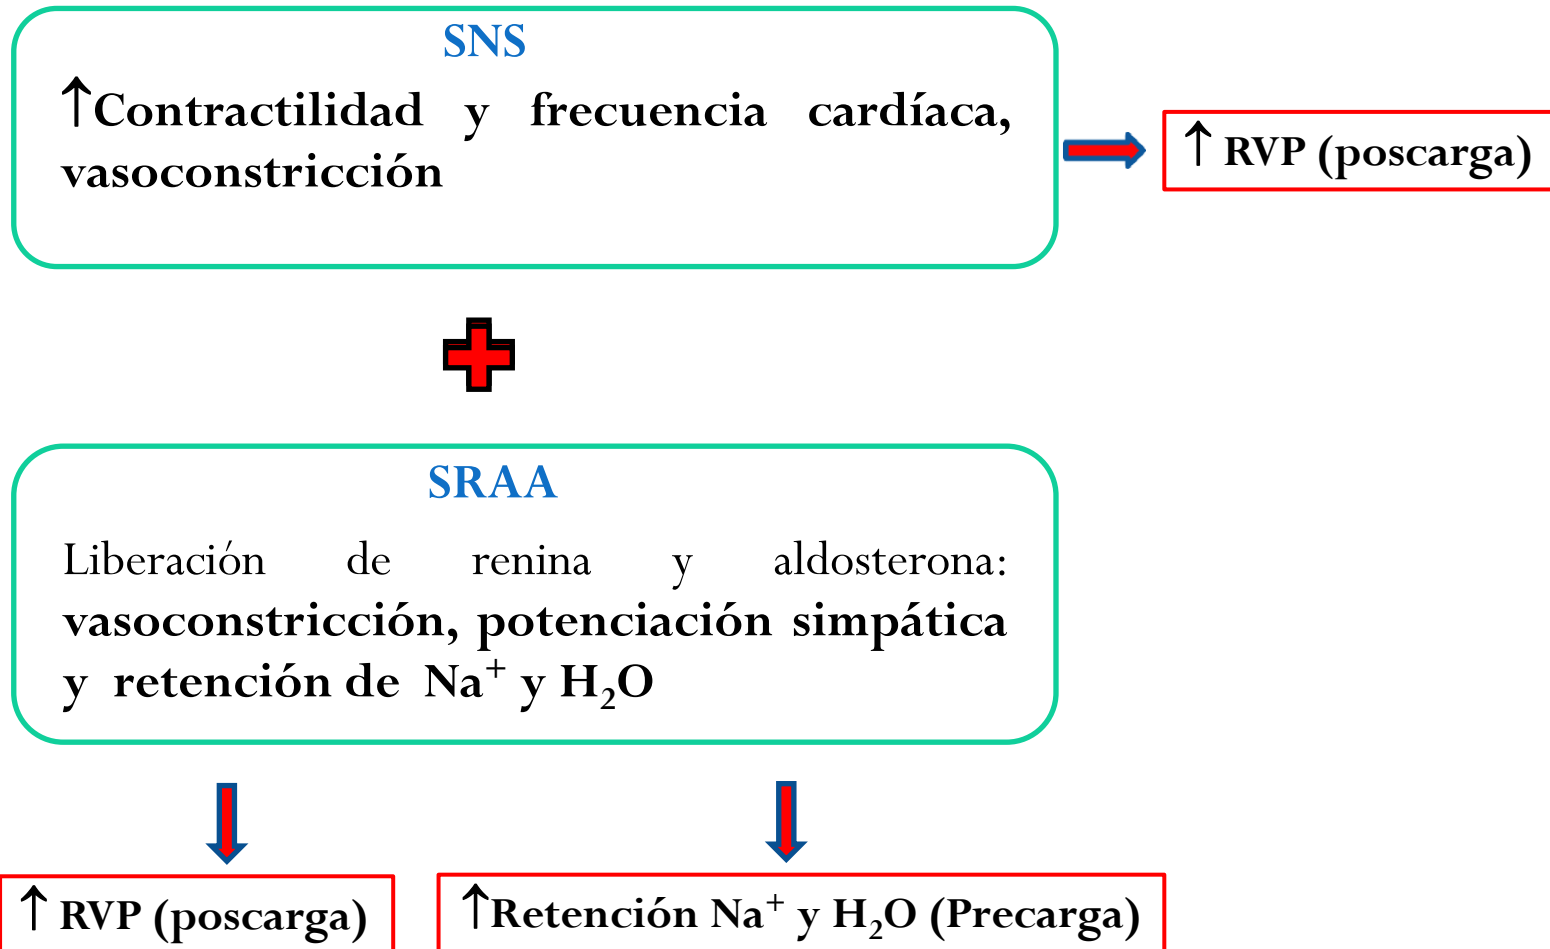 SNS
↑Contractilidad y frecuencia cardíaca,
vasoconstricción
↑ RVP (poscarga)
SRAA
Liberación de renina y aldosterona:
vasoconstricción, potenciación simpática
y retención de Na⁺ y H₂O
↑ RVP (poscarga)
↑Retención Na⁺ y H₂O (Precarga)